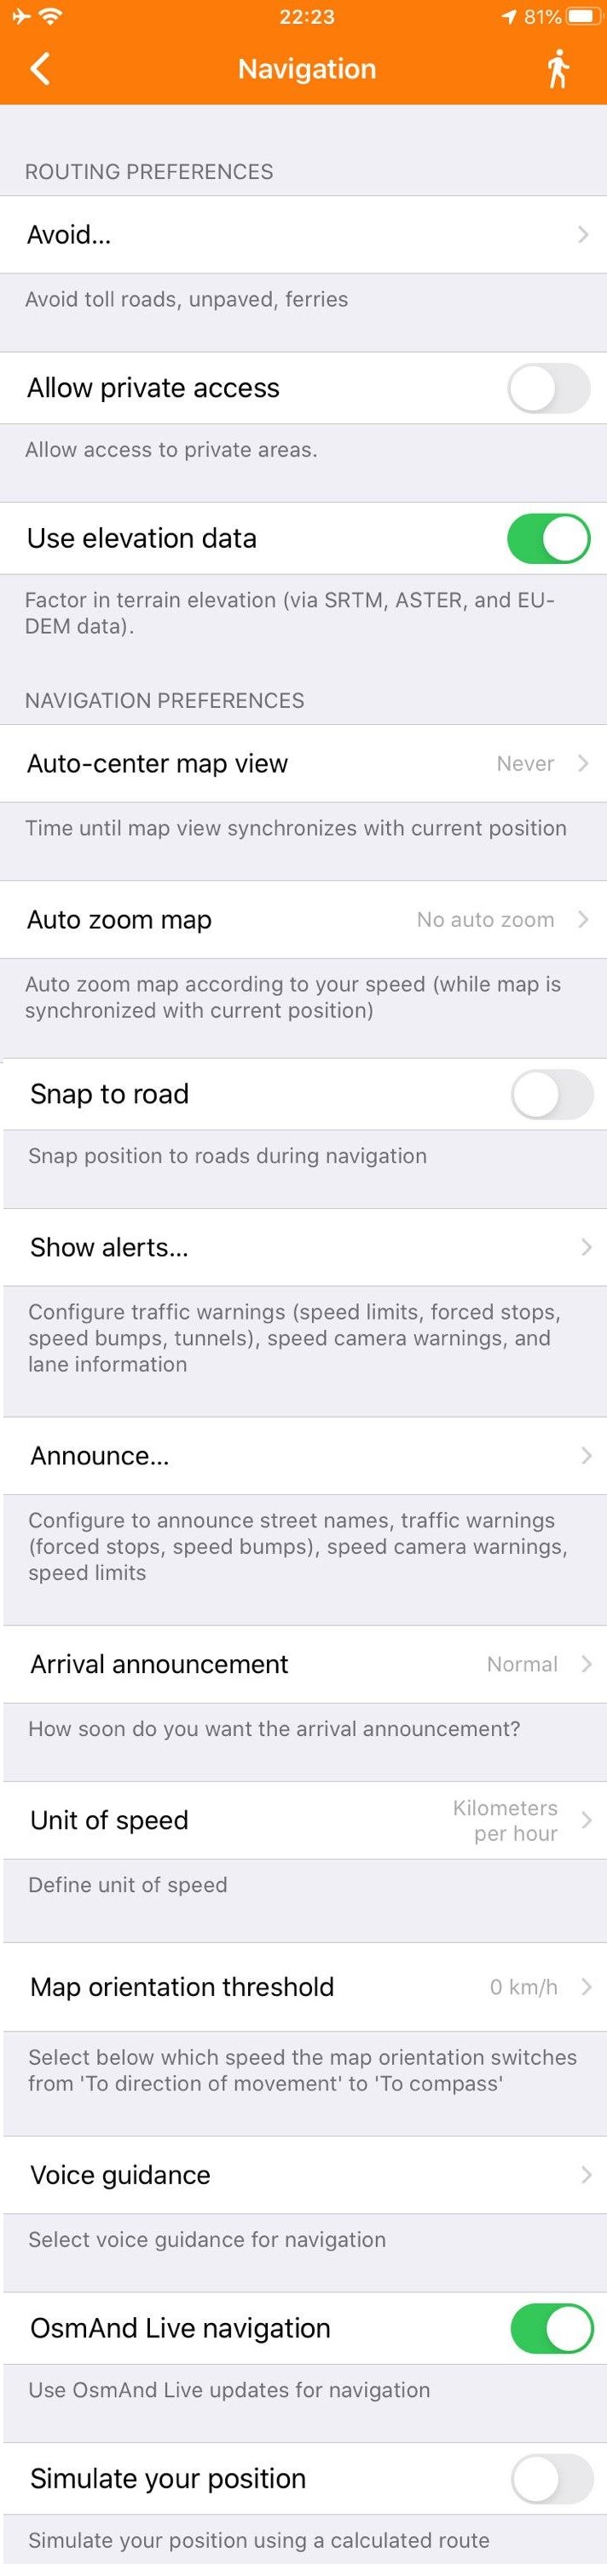 22:23
81%
Navigation
ROUTING PREFERENCES
Avoid...
Avoid toll roads, unpaved, ferries
Allow private access
Allow access to private areas.
Use elevation data
Factor in terrain elevation (via SRTM, ASTER, and EU-
DEM data).
NAVIGATION PREFERENCES
Auto-center map view
Never
Time until map view synchronizes with current position
Auto zoom map
No auto zoom
Auto zoom map according to your speed (while map is
synchronized with current position)
Snap to road
Snap position to roads during navigation
Show alerts...
Configure traffic warnings (speed limits, forced stops,
speed bumps, tunnels), speed camera warnings, and
lane information
Announce...
Configure to announce street names, traffic warnings
(forced stops, speed bumps), speed camera warnings,
speed limits
Arrival announcement
Normal
How soon do you want the arrival announcement?
Unit of speed
Kilometers
per hour
Define unit of speed
Map orientation threshold
0 km/h
Select below which speed the map orientation switches
from 'To direction of movement' to 'To compass'
Voice guidance
Select voice guidance for navigation
OsmAnd Live navigation
Use OsmAnd Live updates for navigation
Simulate your position
Simulate your position using a calculated route